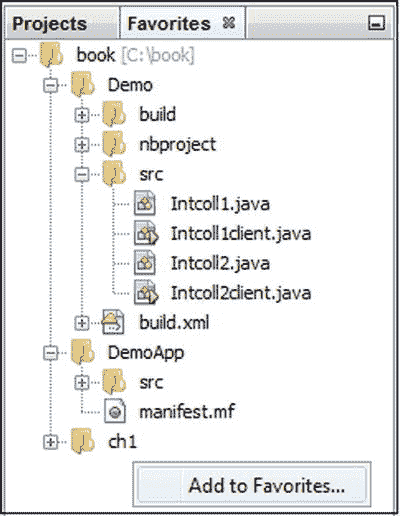 Projects Favorites
book [C:\book]
Demo
build
nbproject
src
Intcoll1.java
Intcoll1client.java
Intcoll2.java
Intcoll2client.java
build.xml
DemoApp
src
manifest.mf
ch1
Add to Favorites...